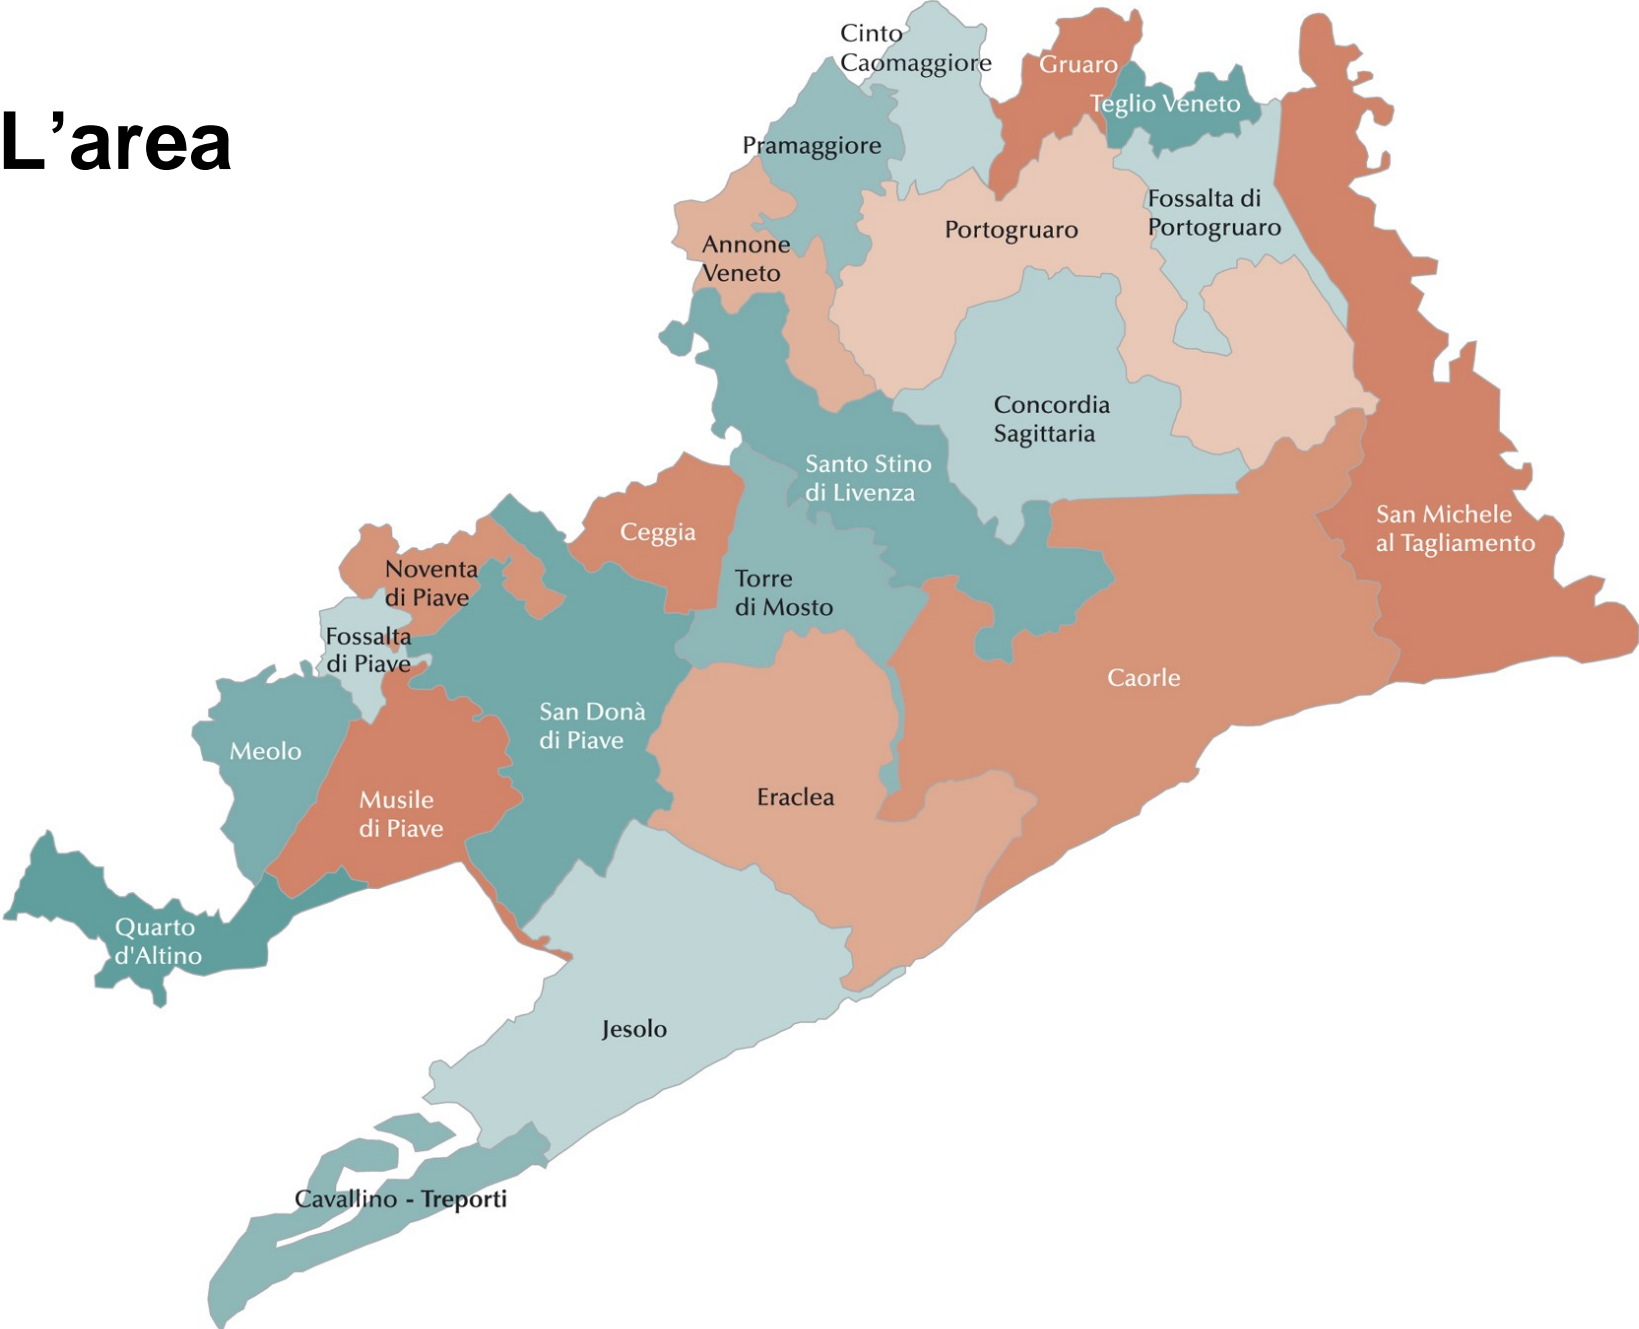 L’area
Cinto
Caomaggiore
Gruaro
Teglio Veneto
Pramaggiore
Fossalta di
Portogruaro
Portogruaro
Annone
Veneto
Concordia
Sagittaria
Santo Stino
di Livenza
San Michele
al Tagliamento
Ceggia
Noventa
di Piave
Torre
di Mosto
Fossalta
di Piave
Caorle
San Donà
di Piave
Meolo
Eraclea
Musile
di Piave
Quarto
d'Altino
Jesolo
Cavallino - Treporti